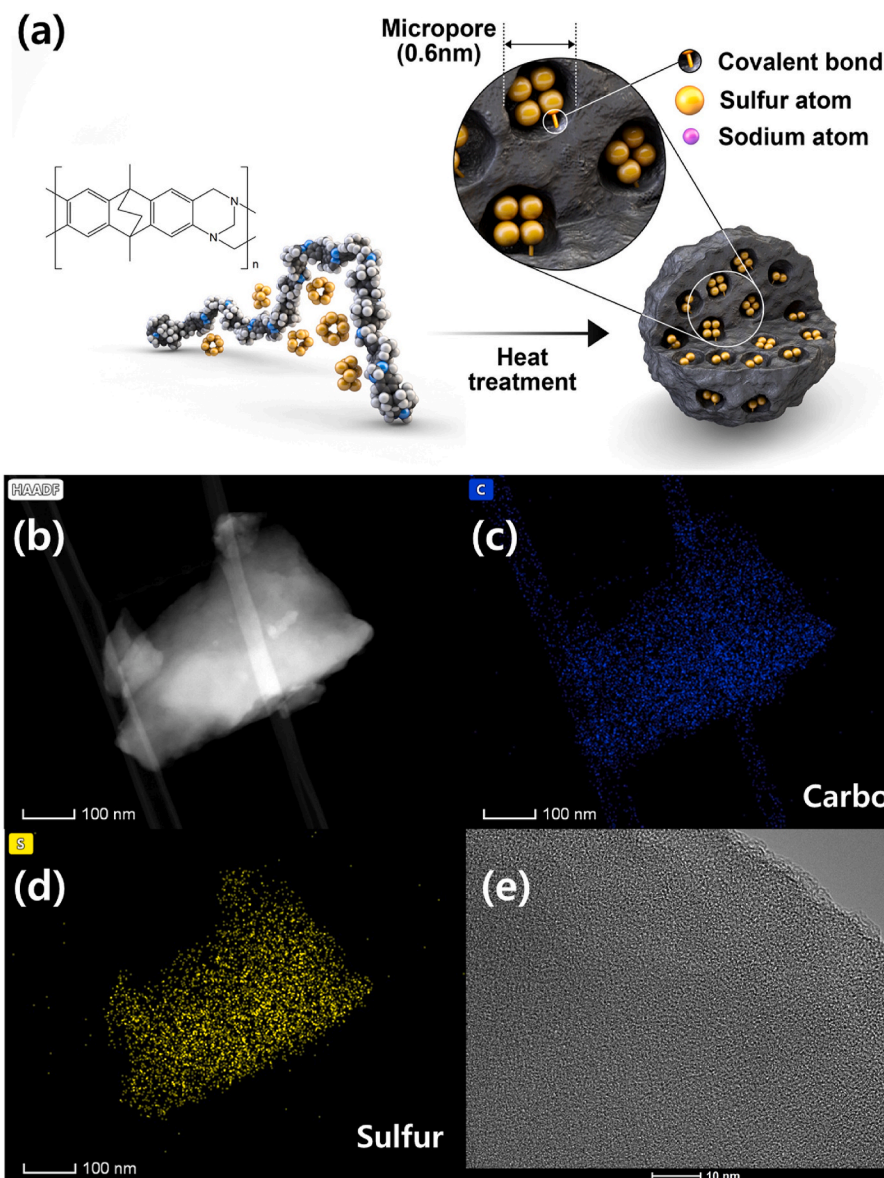 (a)
Micropore
(0.6nm)
Covalent bond
Sulfur atom
Sodium atom
N
N
n
Heat
treatment
HAADF
(b)
100 nm
C
(c)
100 nm
Carbo
S
(d)
100 nm
Sulfur
(e)
10 nm